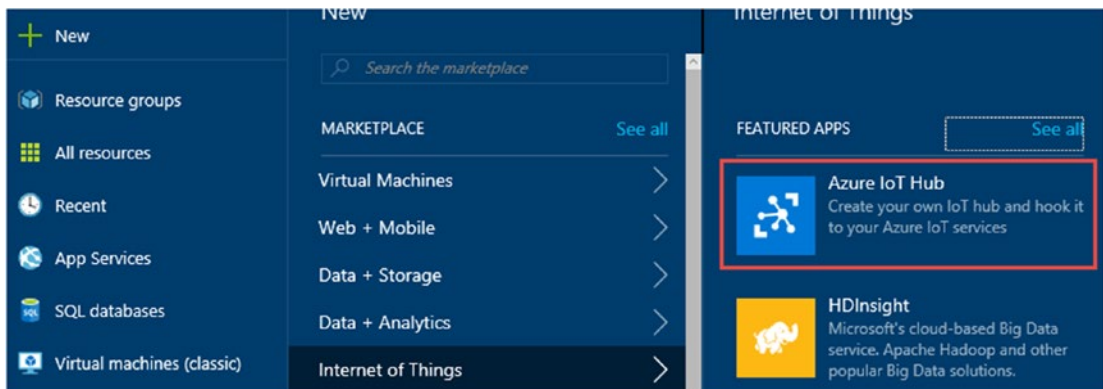 New
Resource groups
All resources
Recent
App Services
SQL databases
Virtual machines (classic)
New
Search the marketplace
MARKETPLACE
See all
Virtual Machines
Web + Mobile
Data + Storage
Data + Analytics
Internet of Things
Internet of Things
FEATURED APPS
See all
Azure IoT Hub
Create your own IoT hub and hook it
to your Azure IoT services
HDInsight
Microsoft's cloud-based Big Data
service. Apache Hadoop and other
popular Big Data solutions.